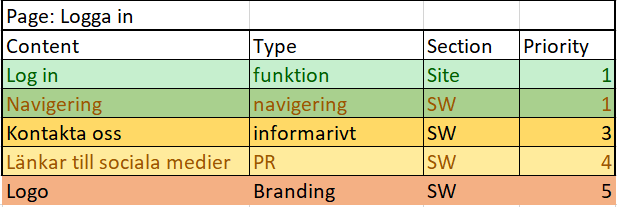 Page: Logga in
Content Type Section Priority
Log in funktion Site 1
Navigering navigering SW 1
Kontakta oss informarivt SW 3
Länkar till sociala medier PR SW 4
Logo Branding SW 5